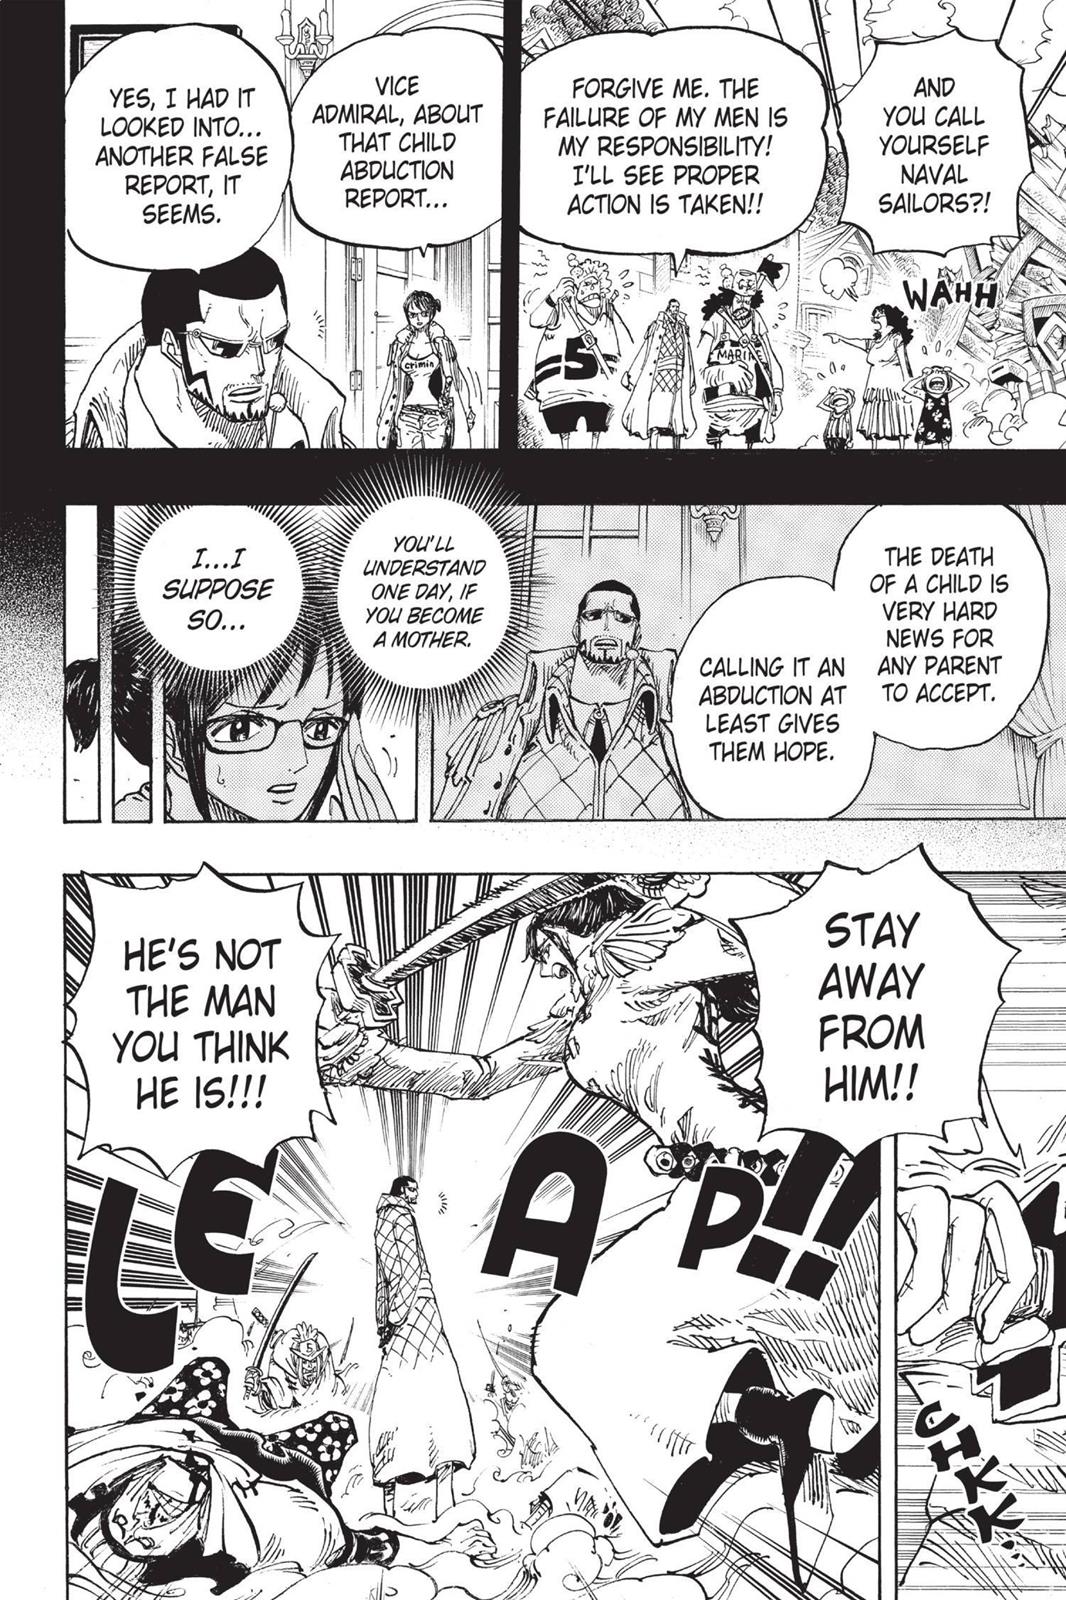 AND
YOU CALL
YOURSELF
NAVAL
SAILORS?!
FORGIVE ME. THE
FAILURE OF MY MEN IS
MY RESPONSIBILITY!
I'LL SEE PROPER
ACTION IS TAKEN!!
WAHH
MARINE
5
VICE
ADMIRAL, ABOUT
THAT CHILD
ABDUCTION
REPORT...
YES, I HAD IT
LOOKED INTO...
ANOTHER FALSE
REPORT, IT
SEEMS.
crimin
THE DEATH
OF A CHILD IS
VERY HARD
NEWS FOR
ANY PARENT
TO ACCEPT.
CALLING IT AN
ABDUCTION AT
LEAST GIVES
THEM HOPE.
YOU'LL
UNDERSTAND
ONE DAY, IF
YOU BECOME
A MOTHER.
I...I
SUPPOSE
SO...
STAY
AWAY
FROM
HIM!!
HE'S NOT
THE MAN
YOU THINK
HE IS!!!
LEAP!!
CHKK...